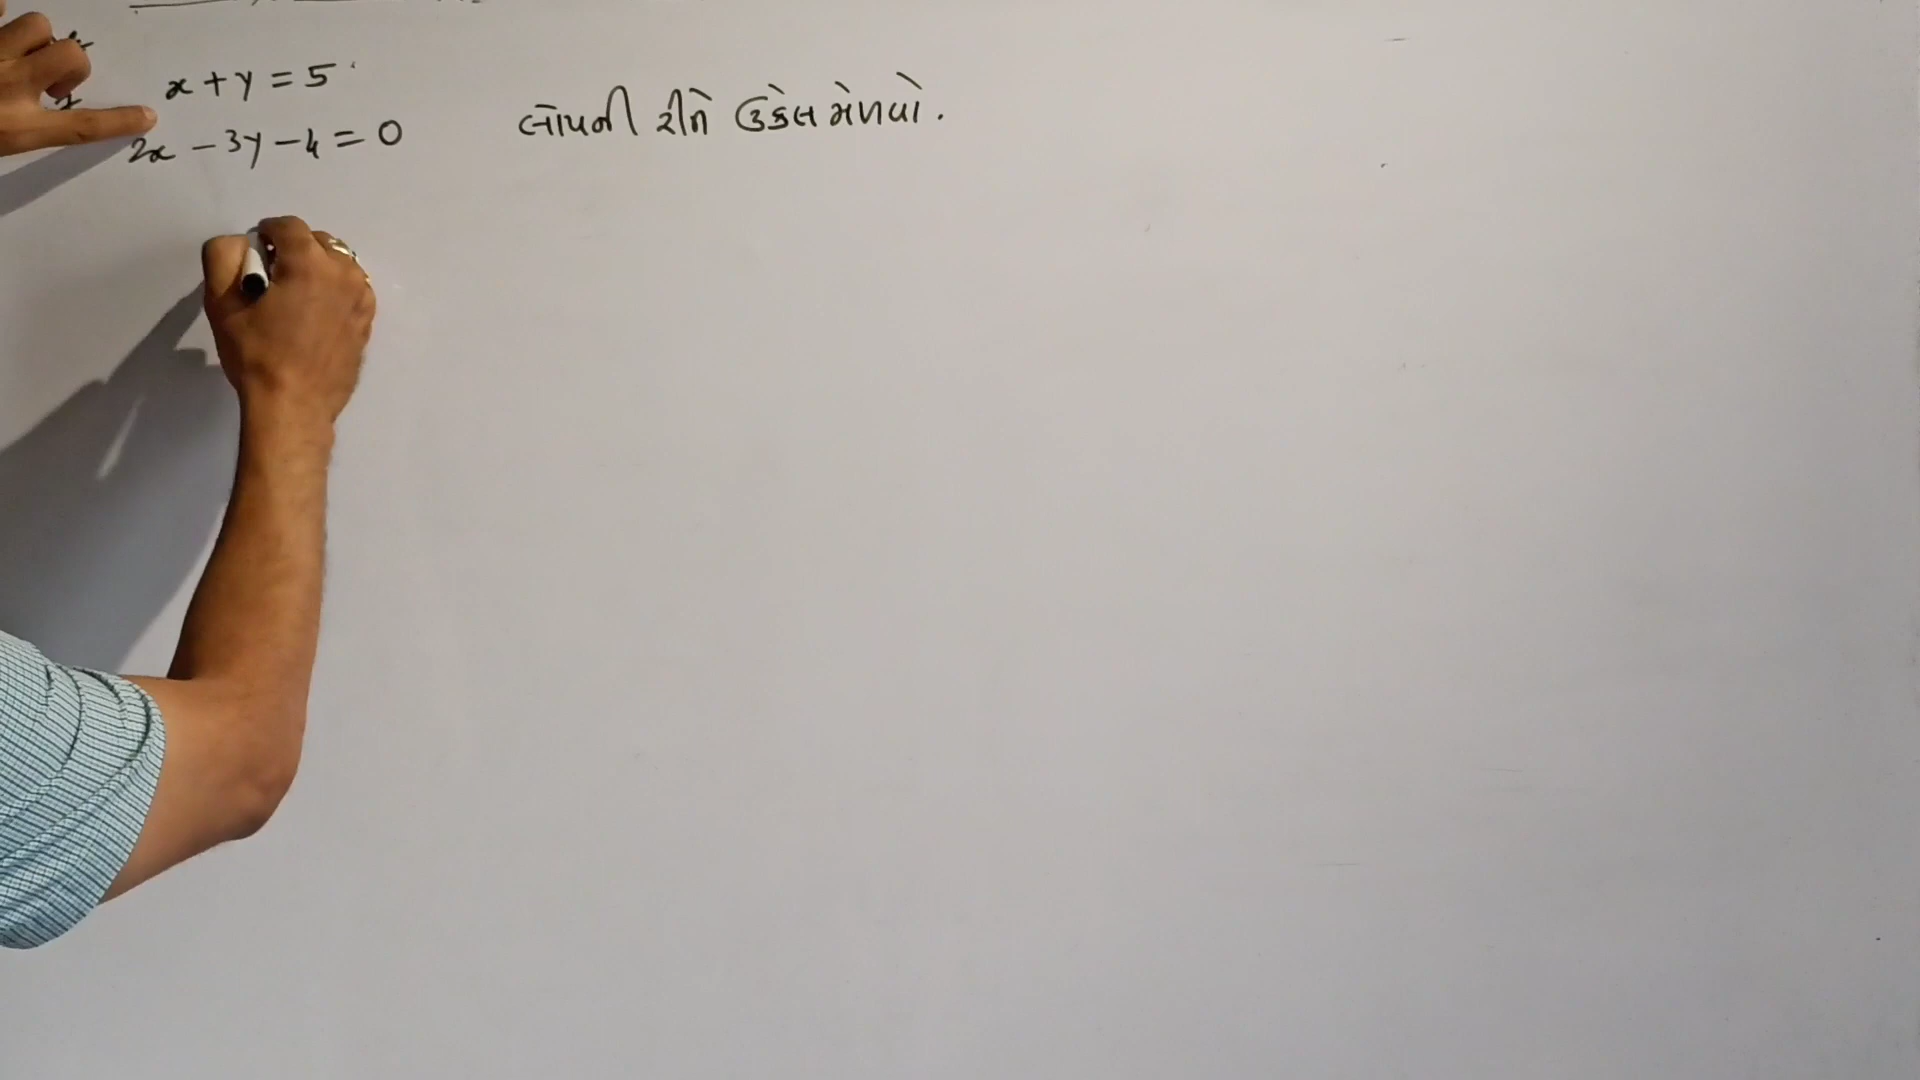 x + y = 5
2x - 3y - 4 = 0
લોપની રીતે ઉકેલ મેળવો.